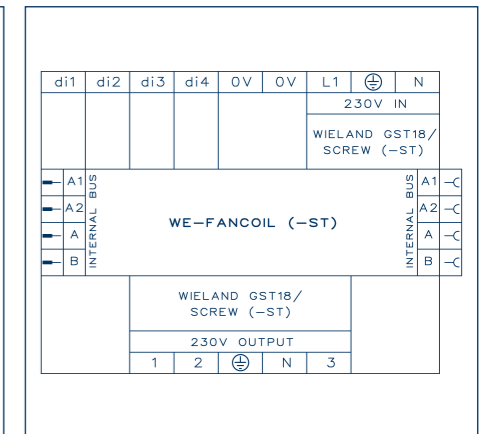 di1 di2 di3 di4 0V 0V L1 N
230V IN
WIELAND GST18/
SCREW (-ST)
A1 INTERNAL BUS A1
A2 A2
WE-FANCOIL (-ST)
A INTERNAL BUS A
B B
WIELAND GST18/
SCREW (-ST)
230V OUTPUT
1 2 N 3